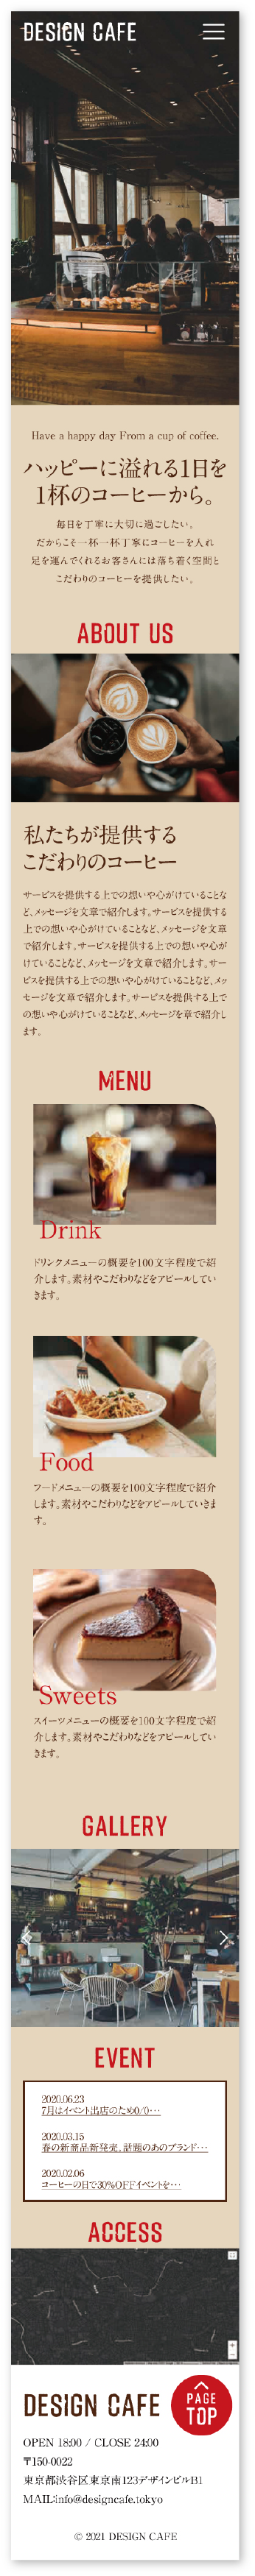 DESIGN CAFE
Have a happy day From a cup of coffee.
ハッピーに溢れる1日を
1杯のコーヒーから。
毎日を丁寧に大切に過ごしたい。
だからこそ一杯一杯丁寧にコーヒーを入れ
足を運んでくれるお客さんには落ち着く空間と
こだわりのコーヒーを提供したい。
ABOUT US
私たちが提供する
こだわりのコーヒー
サービスを提供する上での想いや心がけていることな
ど、メッセージを文章で紹介します。サービスを提供する
上での想いや心がけていることなど、メッセージを文章
で紹介します。サービスを提供する上での想いや心が
けていることなど、メッセージを文章で紹介します。サー
ビスを提供する上での想いや心がけていることなど、メッ
セージを文章で紹介します。サービスを提供する上で
の想いや心がけていることなど、メッセージを章で紹介し
ます。
MENU
Drink
ドリンクメニューの概要を100文字程度で紹
介します。素材やこだわりなどをアピールしてい
きます。
Food
フードメニューの概要を100文字程度で紹介
します。素材やこだわりなどをアピールしていきま
す。
Sweets
スイーツメニューの概要を100文字程度で紹
介します。素材やこだわりなどをアピールしてい
きます。
GALLERY
EVENT
2020.06.23
7月はイベント出店のため0/0…
2020.03.15
春の新商品新発売。話題のあのブランド…
2020.02.06
コーヒーの日で30%OFFイベントを…
ACCESS
PAGE
TOP
DESIGN CAFE
OPEN 18:00 / CLOSE 24:00
〒150-0022
東京都渋谷区東京南123デザインビルB1
MAIL:info@designcafe.tokyo
© 2021 DESIGN CAFE